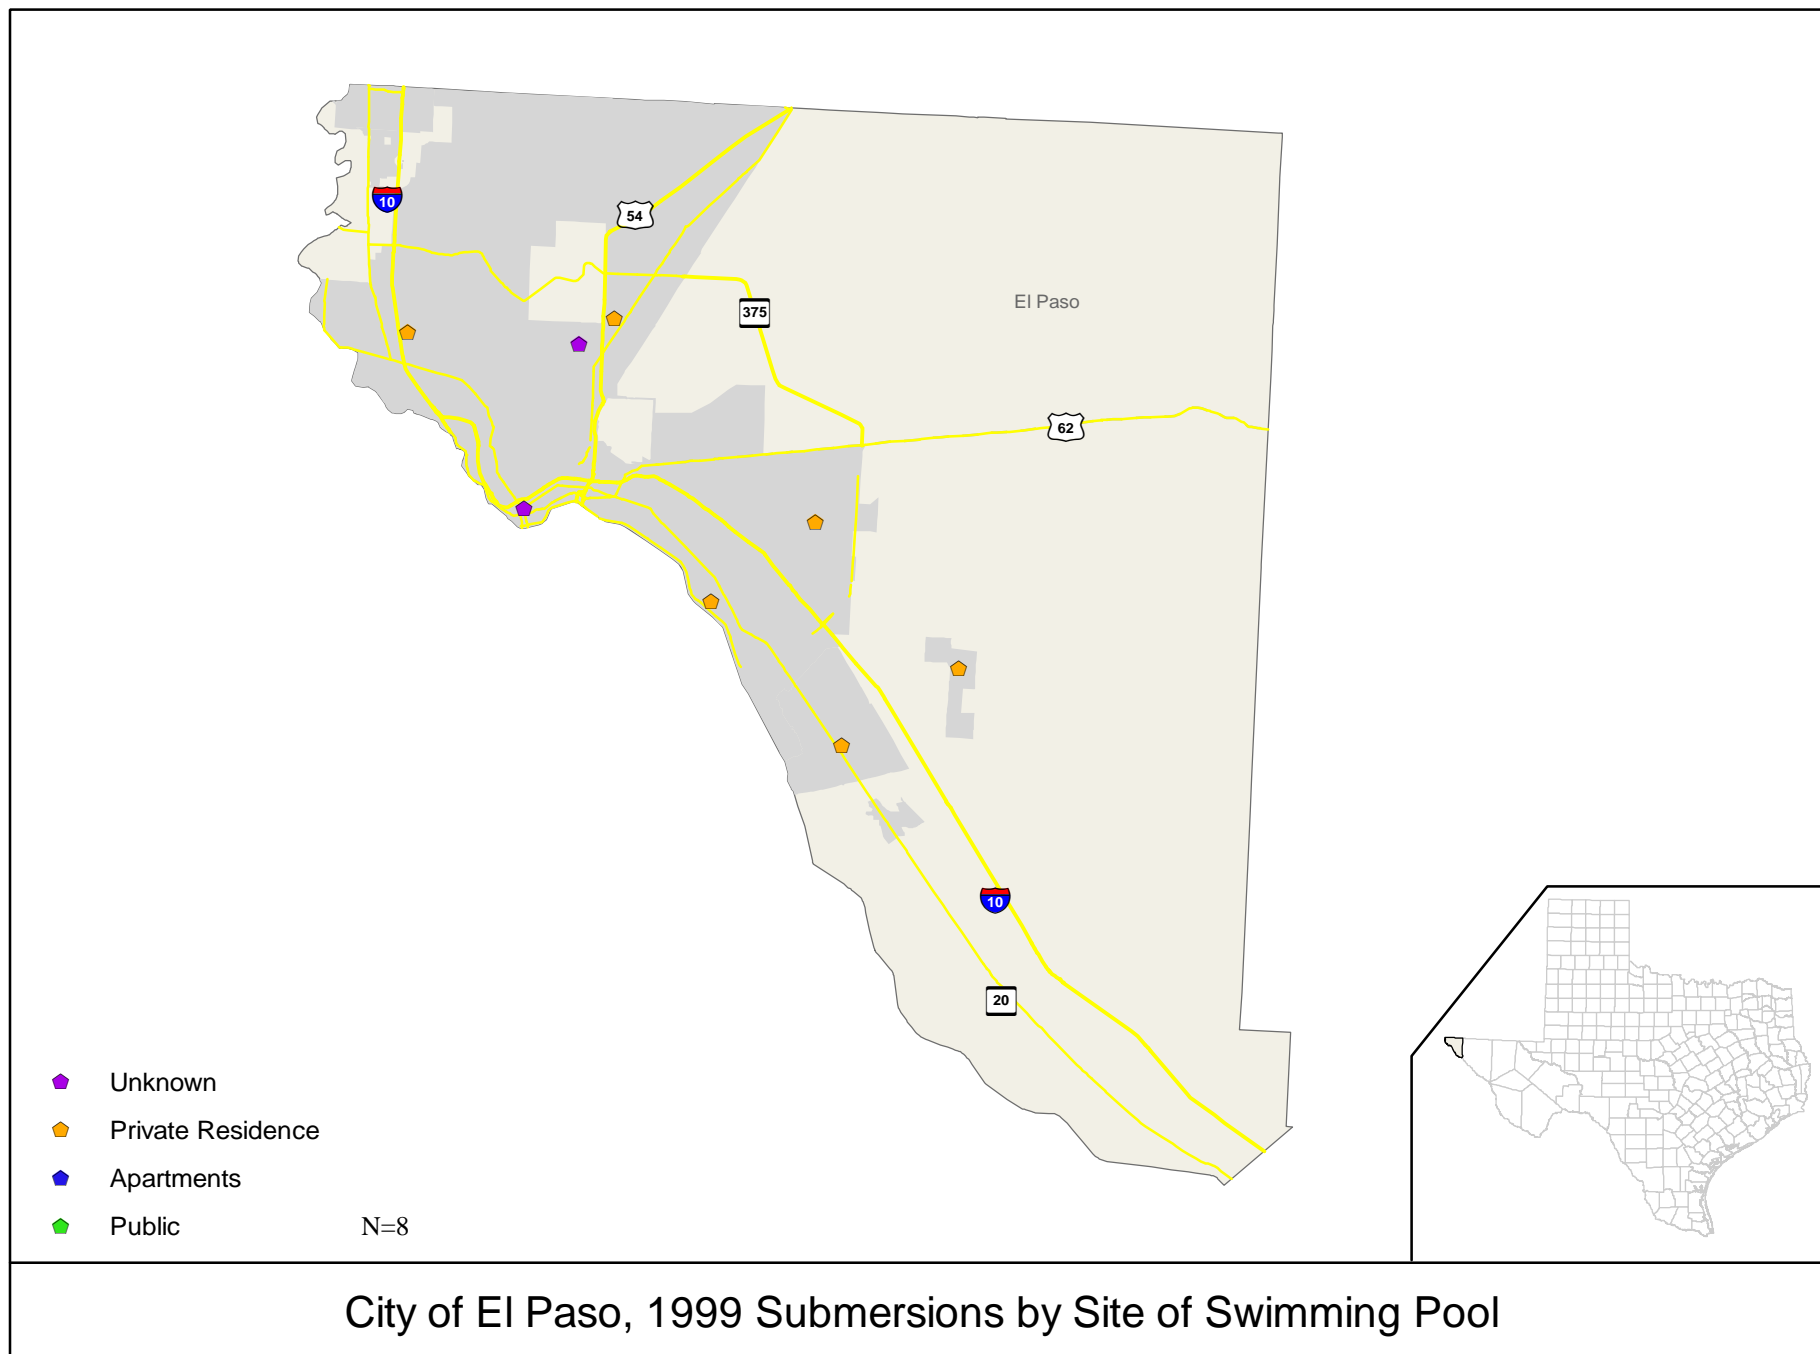 10
54
375
El Paso
62
10
20
Unknown
Private Residence
Apartments
Public
N=8
City of El Paso, 1999 Submersions by Site of Swimming Pool